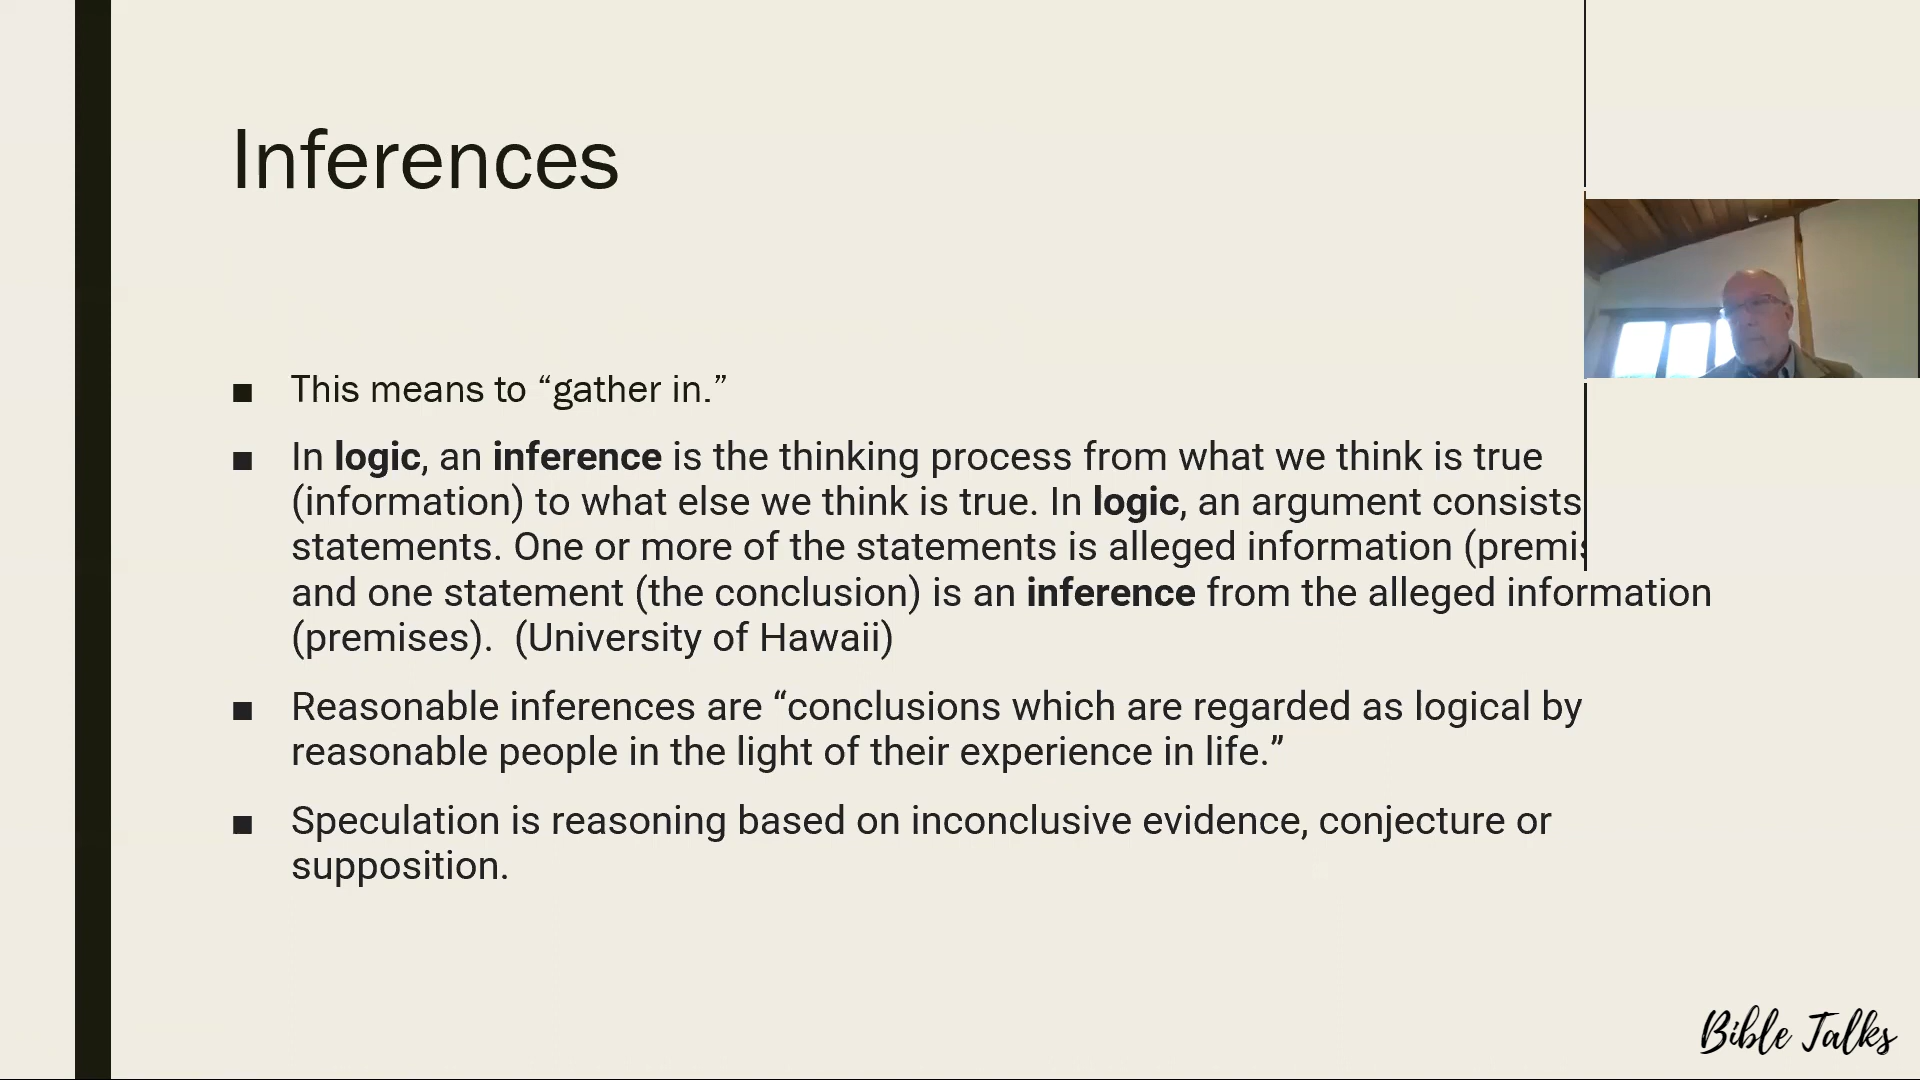 Inferences
■ This means to “gather in.”
■ In logic, an inference is the thinking process from what we think is true
(information) to what else we think is true. In logic, an argument consists
statements. One or more of the statements is alleged information
and one statement (the conclusion) is an inference from the alleged information
(premises). (University of Hawaii)
■ Reasonable inferences are “conclusions which are regarded as logical by
reasonable people in the light of their experience in life.”
■ Speculation is reasoning based on inconclusive evidence, conjecture or
supposition.
Bible Talks